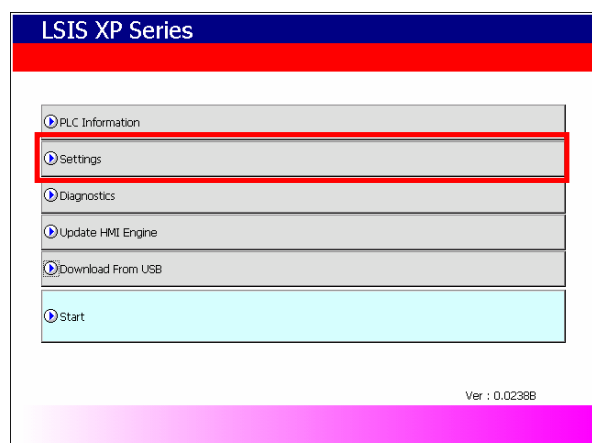 LSIS XP Series
PLC Information
Settings
Diagnostics
Update HMI Engine
Download From USB
Start
Ver : 0.0238B